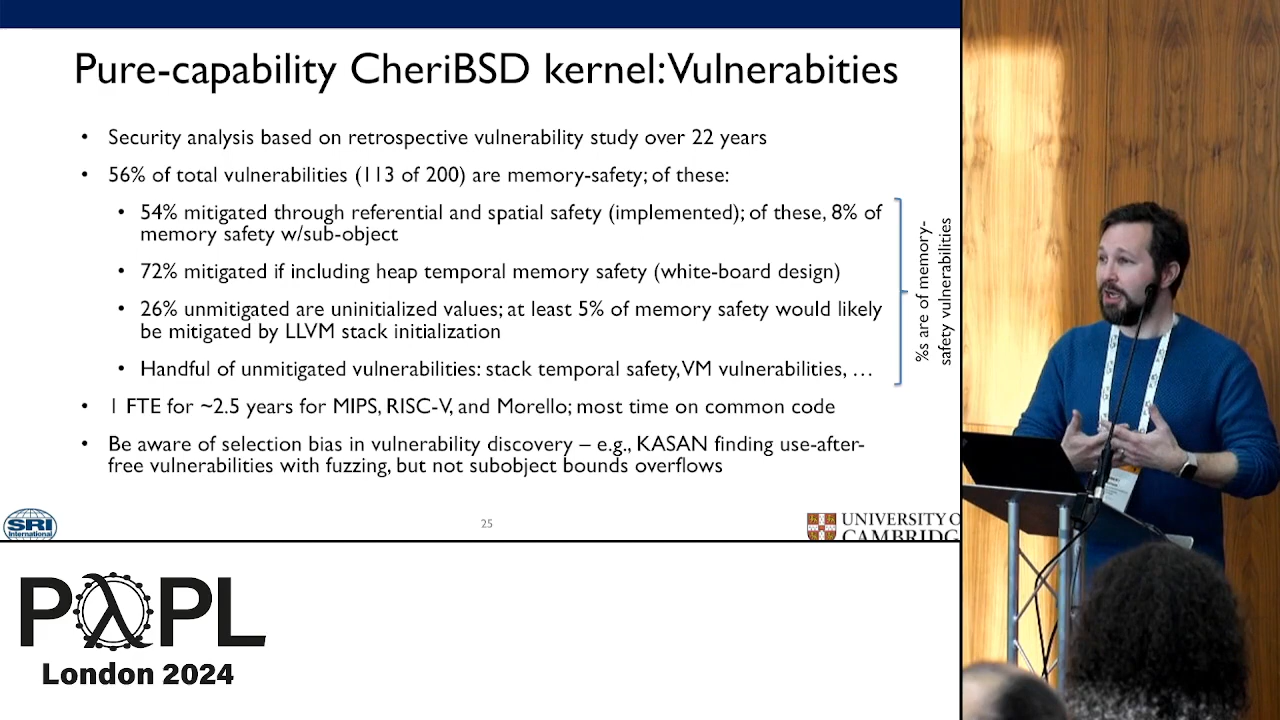 Pure-capability CheriBSD kernel: Vulnerabities
• Security analysis based on retrospective vulnerability study over 22 years
• 56% of total vulnerabilities (113 of 200) are memory-safety; of these:
• 54% mitigated through referential and spatial safety (implemented); of these, 8% of
memory safety w/sub-object
• 72% mitigated if including heap temporal memory safety (white-board design)
• 26% unmitigated are uninitialized values; at least 5% of memory safety would likely
be mitigated by LLVM stack initialization
• Handful of unmitigated vulnerabilities: stack temporal safety, VM vulnerabilities, …
%s are of memory-
safety vulnerabilities
• 1 FTE for ~2.5 years for MIPS, RISC-V, and Morello; most time on common code
• Be aware of selection bias in vulnerability discovery – e.g., KASAN finding use-after-
free vulnerabilities with fuzzing, but not subobject bounds overflows
SRI
International
25
UNIVERSITY O
CAMBRIDG
PλPL
London 2024